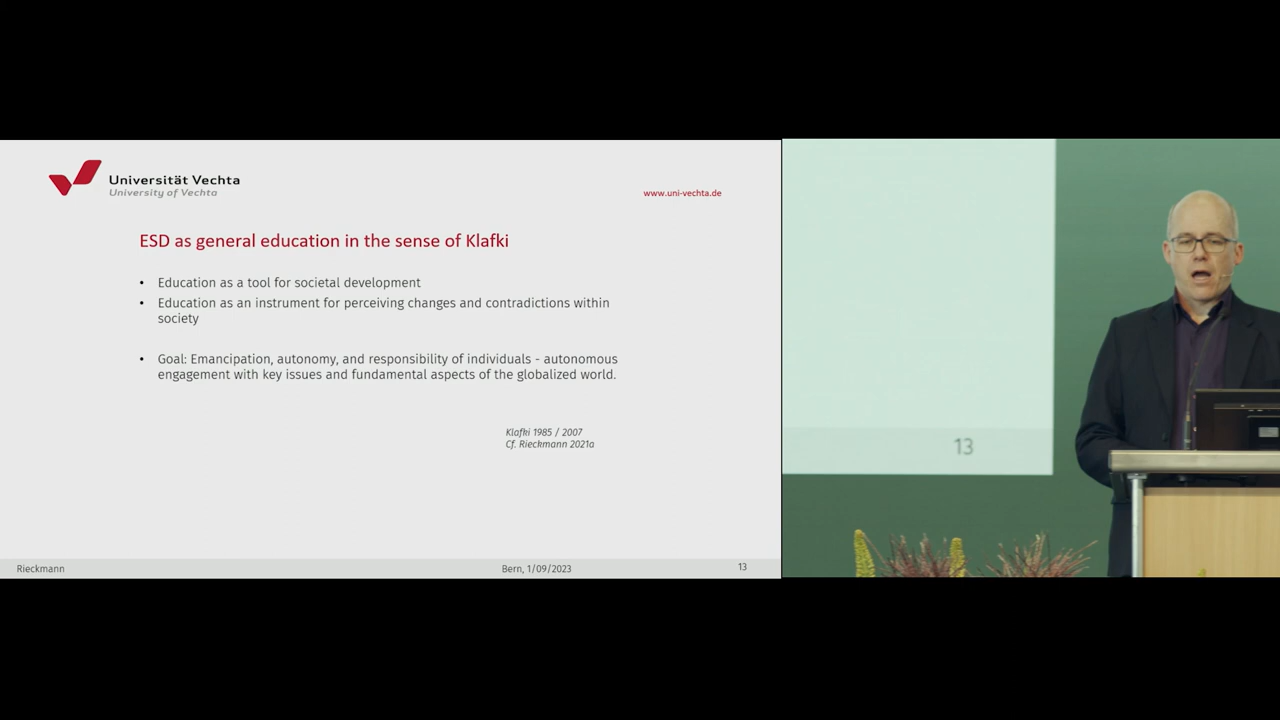 Universität Vechta
University of Vechta
www.uni-vechta.de
ESD as general education in the sense of Klafki
• Education as a tool for societal development
• Education as an instrument for perceiving changes and contradictions within
society
• Goal: Emancipation, autonomy, and responsibility of individuals - autonomous
engagement with key issues and fundamental aspects of the globalized world.
Klafki 1985 / 2007
Cf. Rieckmann 2021a
Rieckmann
Bern, 1/09/2023
13
13